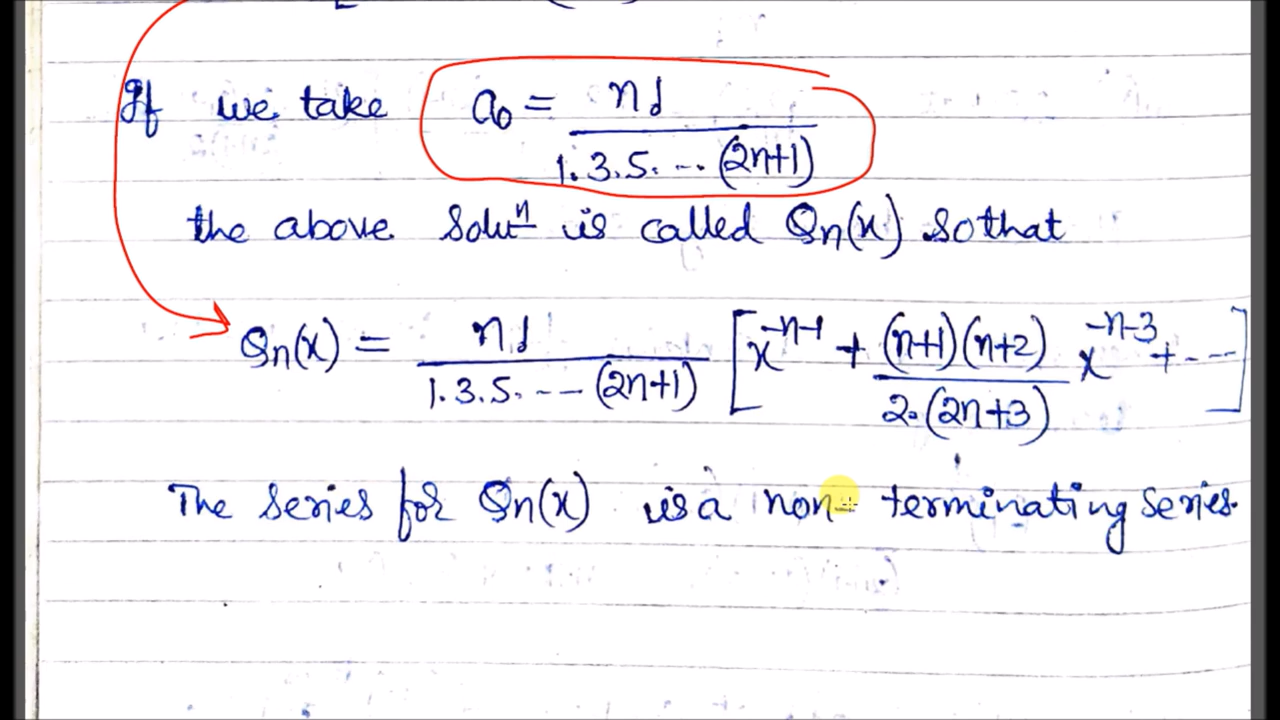 If we take a₀ = n! / 1.3.5. ... (2n+1)
the above soluⁿ is called Qn(x) so that
Qn(x) = n! / 1.3.5. --- (2n+1) [x^{-n-1} + (n+1)(n+2) / 2.(2n+3) x^{-n-3} + ---]
The series for Qn(x) is a non-terminating series.